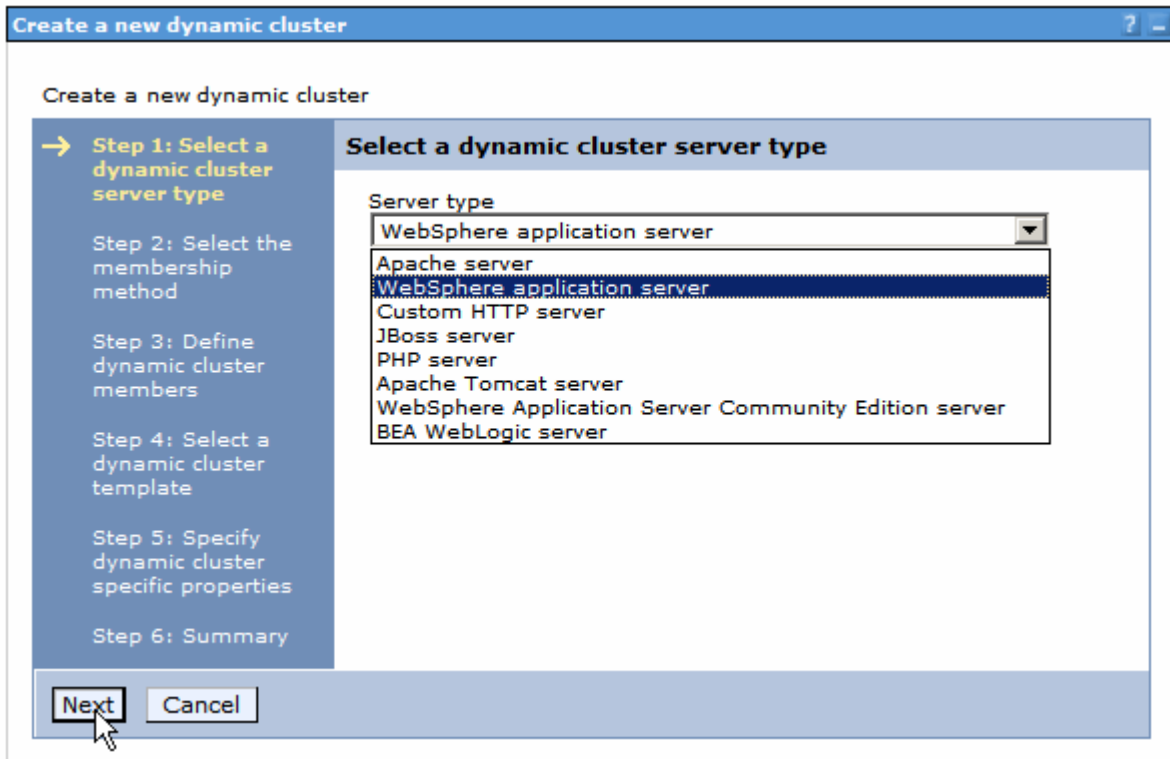 Create a new dynamic cluster
?
Create a new dynamic cluster
Step 1: Select a
dynamic cluster
server type
Step 2: Select the
membership
method
Step 3: Define
dynamic cluster
members
Step 4: Select a
dynamic cluster
template
Step 5: Specify
dynamic cluster
specific properties
Step 6: Summary
Select a dynamic cluster server type
Server type
WebSphere application server
Apache server
WebSphere application server
Custom HTTP server
JBoss server
PHP server
Apache Tomcat server
WebSphere Application Server Community Edition server
BEA WebLogic server
Next
Cancel